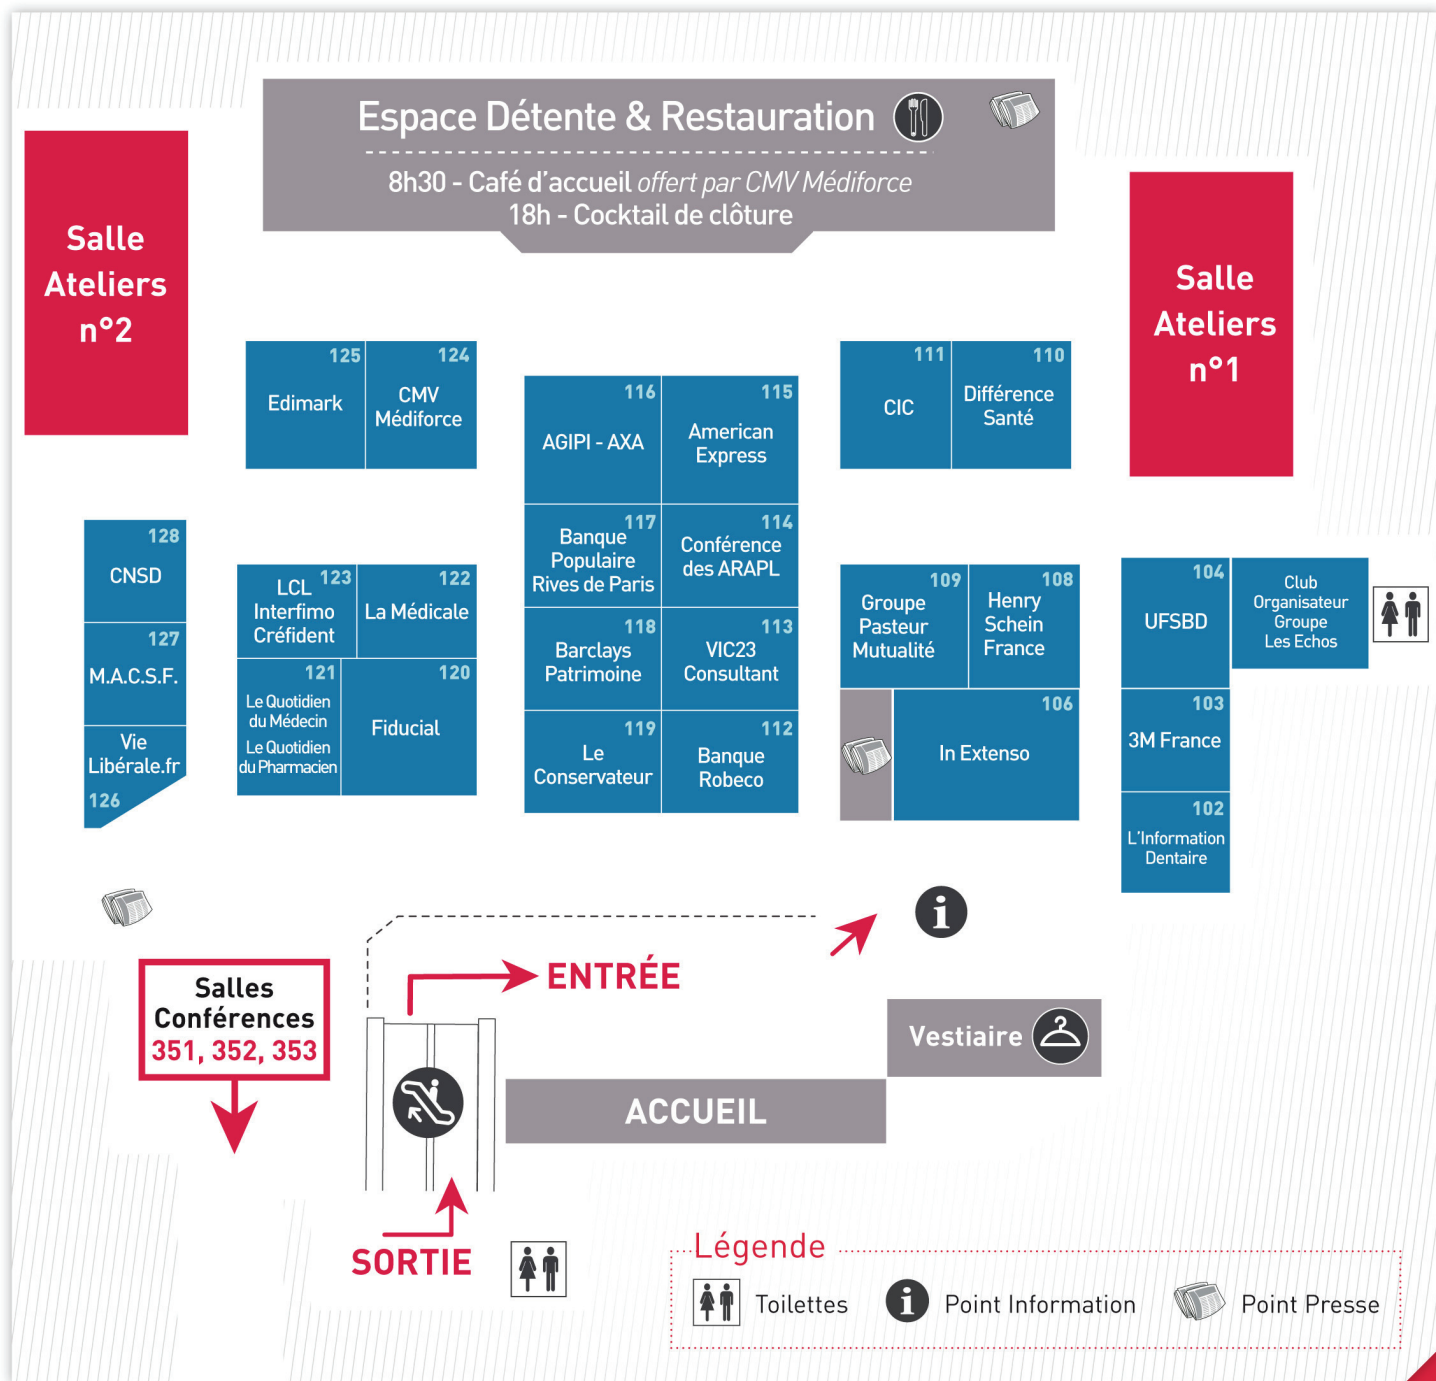 Espace Détente & Restauration
8h30 - Café d'accueil offert par CMV Médiforce
18h - Cocktail de clôture
Salle
Ateliers
n°2
Salle
Ateliers
n°1
125
Edimark
124
CMV
Médiforce
116
AGIPI - AXA
115
American
Express
111
CIC
110
Différence
Santé
128
CNSD
127
M.A.C.S.F.
Vie
Libérale.fr
126
123
LCL
Interfimo
Créfident
122
La Médicale
121
Le Quotidien
du Médecin
Le Quotidien
du Pharmacien
120
Fiducial
117
Banque
Populaire
Rives de Paris
114
Conférence
des ARAPL
118
Barclays
Patrimoine
113
VIC23
Consultant
119
Le
Conservateur
112
Banque
Robeco
109
Groupe
Pasteur
Mutualité
108
Henry
Schein
France
106
In Extenso
104
UFSBD
Club
Organisateur
Groupe
Les Echos
103
3M France
102
L'Information
Dentaire
i
ENTRÉE
Salles
Conférences
351, 352, 353
Vestiaire
ACCUEIL
SORTIE
Légende
Toilettes
i
Point Information
Point Presse